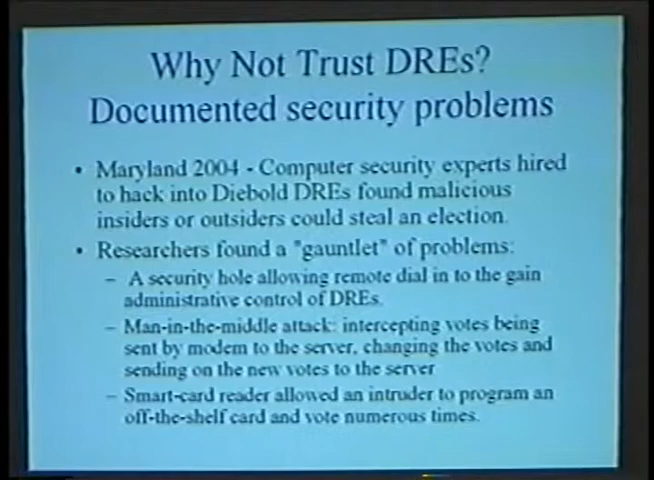 Why Not Trust DREs?
Documented security problems
• Maryland 2004 - Computer security experts hired
to hack into Diebold DREs found malicious
insiders or outsiders could steal an election.
• Researchers found a "gauntlet" of problems:
– A security hole allowing remote dial in to the gain
administrative control of DREs.
– Man-in-the-middle attack: intercepting votes being
sent by modem to the server, changing the votes and
sending on the new votes to the server
– Smart-card reader allowed an intruder to program an
off-the-shelf card and vote numerous times.